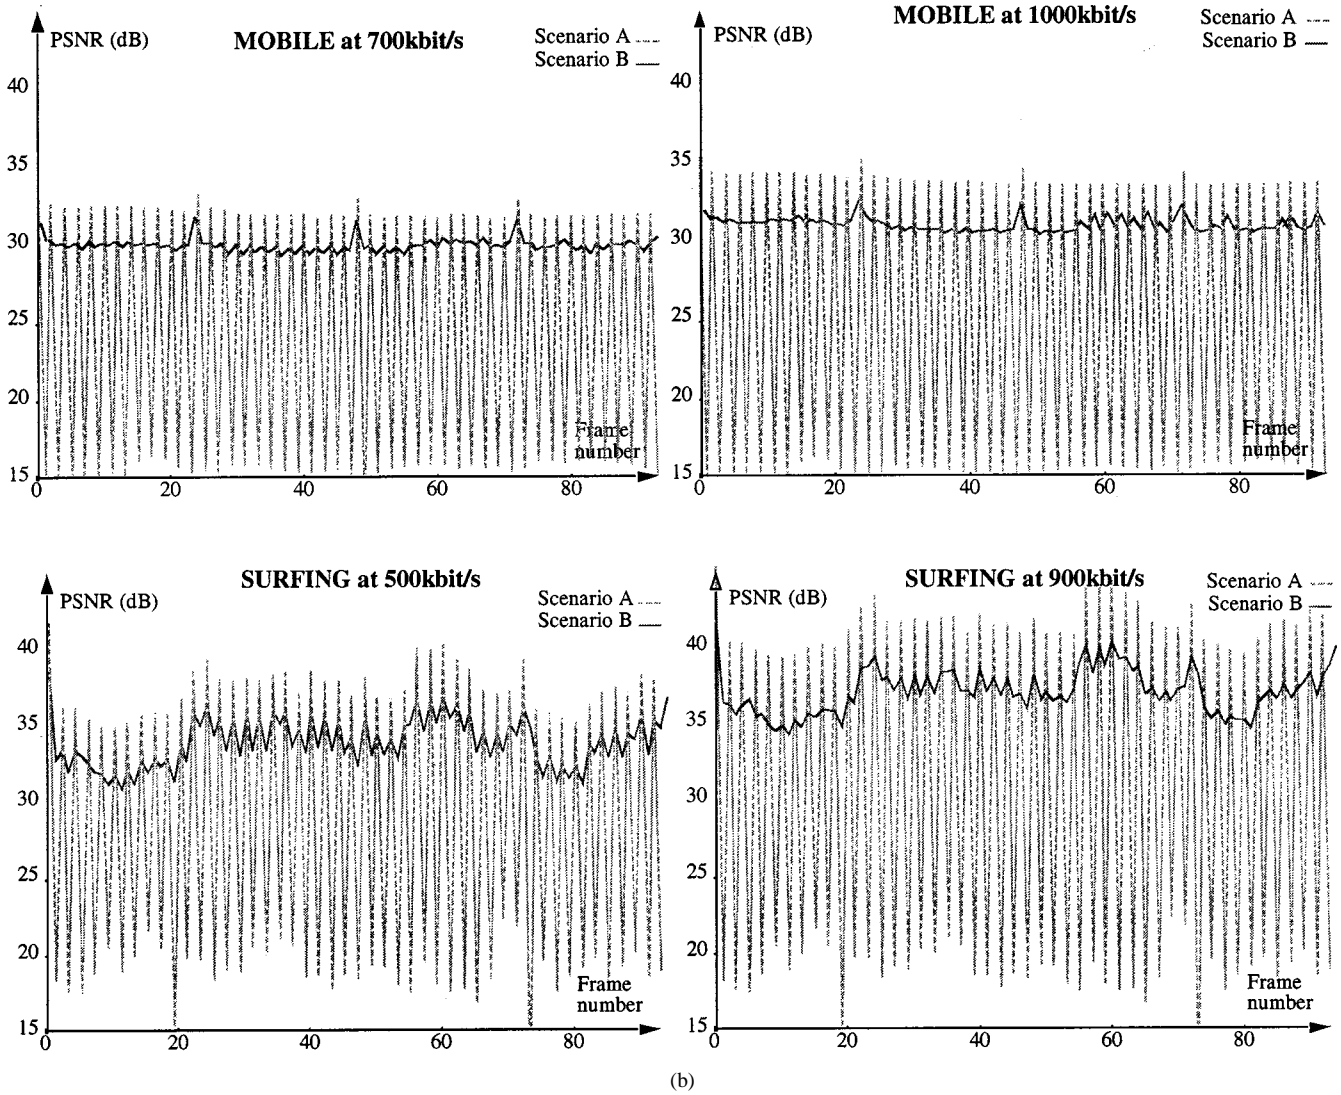 PSNR (dB)
MOBILE at 700kbit/s
Scenario A
Scenario B
40
35
30
25
20
15
0
20
40
60
80
Frame
number
PSNR (dB)
MOBILE at 1000kbit/s
Scenario A
Scenario B
40
35
30
25
20
15
0
20
40
60
80
Frame
number
PSNR (dB)
SURFING at 500kbit/s
Scenario A
Scenario B
40
35
30
25
20
15
0
20
40
60
80
Frame
number
PSNR (dB)
SURFING at 900kbit/s
Scenario A
Scenario B
40
35
30
25
20
15
0
20
40
60
80
Frame
number
(b)